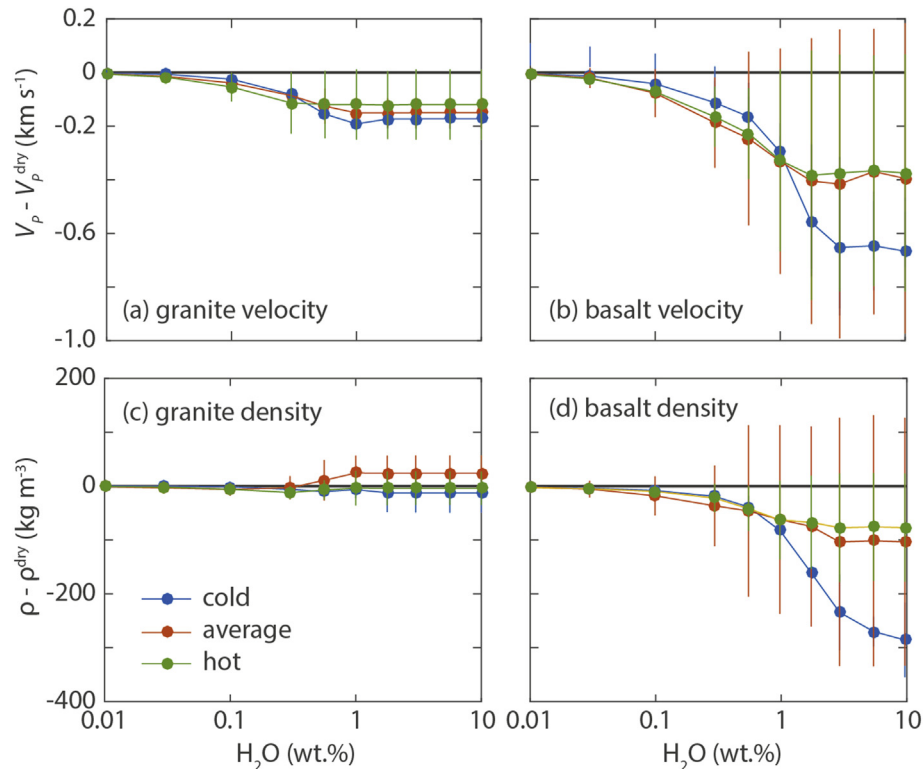 0.2
0
-0.2
-0.6
-1.0
Vₚ - Vₚᵈʳʸ (km s⁻¹)
(a) granite velocity
(b) basalt velocity
200
0
-200
-400
ρ - ρᵈʳʸ (kg m⁻³)
(c) granite density
(d) basalt density
cold
average
hot
0.01 0.1 1 10
0.01 0.1 1 10
H₂O (wt.%)
H₂O (wt.%)